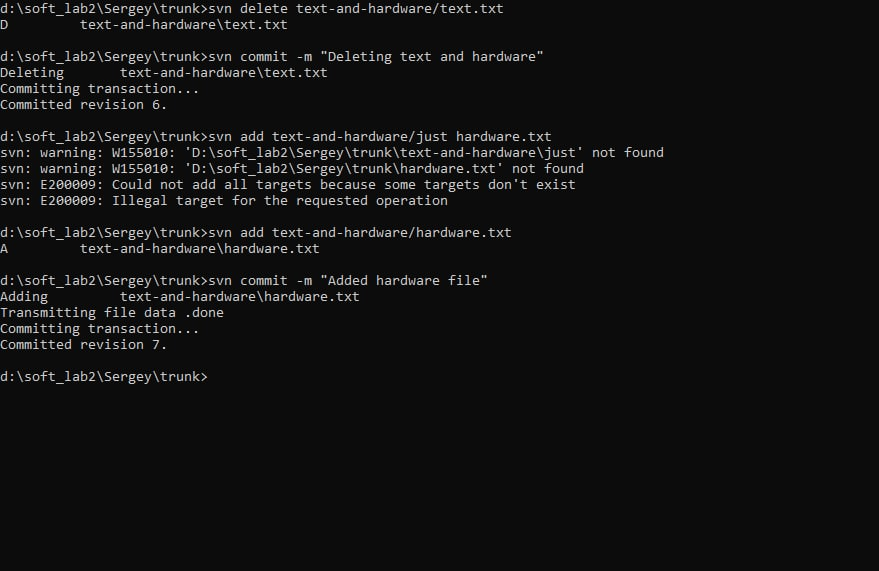 d:\soft_lab2\Sergey\trunk>svn delete text-and-hardware/text.txt
D         text-and-hardware\text.txt
d:\soft_lab2\Sergey\trunk>svn commit -m "Deleting text and hardware"
Deleting       text-and-hardware\text.txt
Committing transaction...
Committed revision 6.
d:\soft_lab2\Sergey\trunk>svn add text-and-hardware/just hardware.txt
svn: warning: W155010: 'D:\soft_lab2\Sergey\trunk\text-and-hardware\just' not found
svn: warning: W155010: 'D:\soft_lab2\Sergey\trunk\hardware.txt' not found
svn: E200009: Could not add all targets because some targets don't exist
svn: E200009: Illegal target for the requested operation
d:\soft_lab2\Sergey\trunk>svn add text-and-hardware/hardware.txt
A         text-and-hardware\hardware.txt
d:\soft_lab2\Sergey\trunk>svn commit -m "Added hardware file"
Adding         text-and-hardware\hardware.txt
Transmitting file data .done
Committing transaction...
Committed revision 7.
d:\soft_lab2\Sergey\trunk>